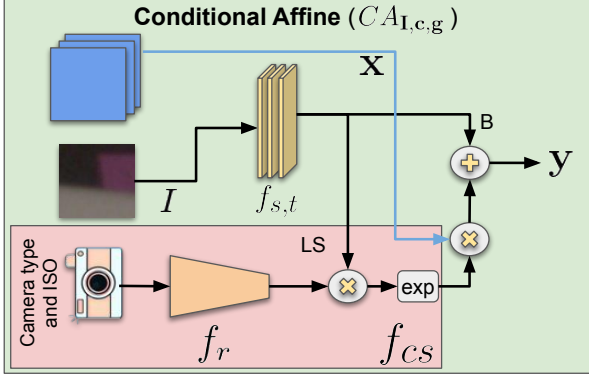 Conditional Affine (CA_{I,c,g})
x
B
y
I
f_{s,t}
LS
Camera type
and ISO
exp
f_r
f_{cs}